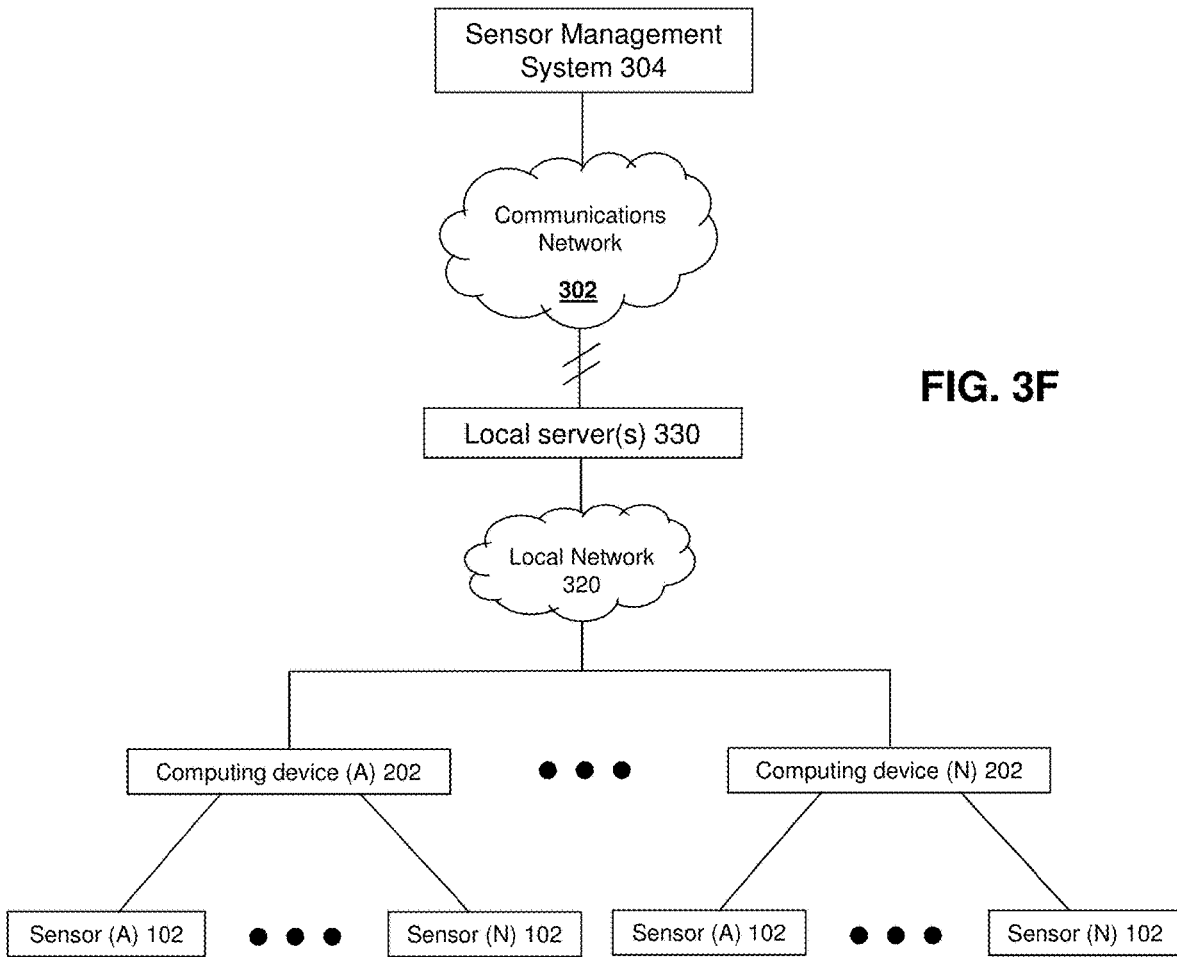 Sensor Management
System 304
Communications
Network
302
FIG. 3F
Local server(s) 330
Local Network
320
Computing device (A) 202
Computing device (N) 202
Sensor (A) 102
Sensor (N) 102
Sensor (A) 102
Sensor (N) 102